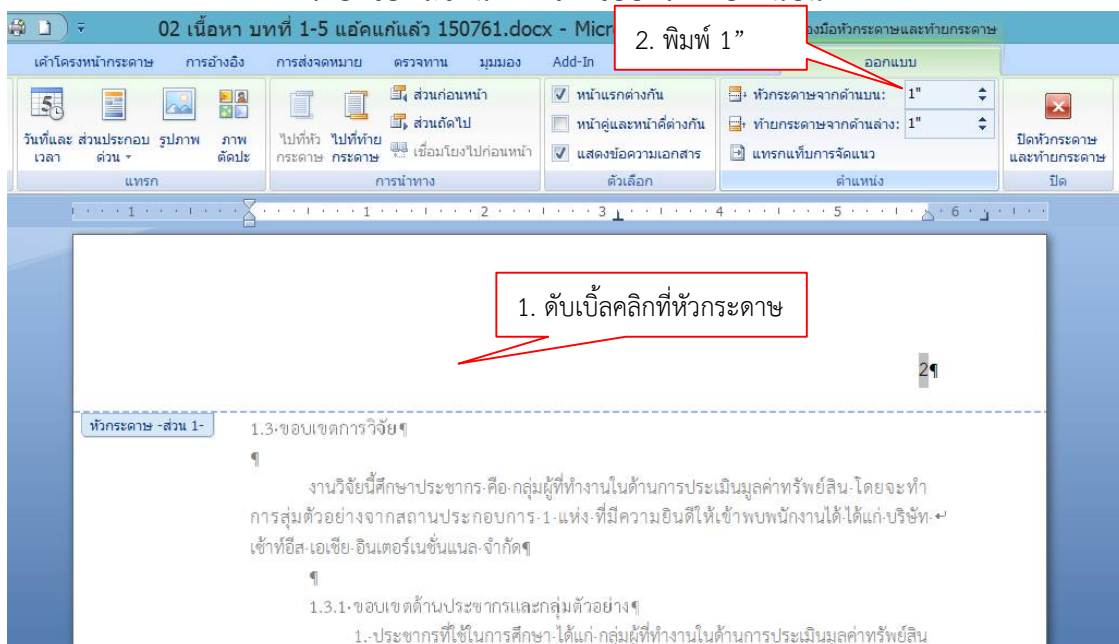 02 เนื้อหา บทที่ 1-5 แอ๊คแก้แล้ว 150761.docx - Micr
2. พิมพ์ 1”
องมือหัวกระดาษและท้ายกระดาษ
เค้าโครงหน้ากระดาษ การอ้างอิง การส่งจดหมาย ตรวจทาน มุมมอง Add-In ออกแบบ
วันที่และเวลา
ส่วนประกอบด่วน
รูปภาพ
ภาพตัดปะ
แทรก
ไปที่หัวกระดาษ
ไปที่ท้ายกระดาษ
ส่วนก่อนหน้า
ส่วนถัดไป
เชื่อมโยงไปก่อนหน้า
การนำทาง
หน้าแรกต่างกัน
หน้าคู่และหน้าคี่ต่างกัน
แสดงข้อความเอกสาร
ตัวเลือก
หัวกระดาษจากด้านบน: 1"
ท้ายกระดาษจากด้านล่าง: 1"
แทรกแท็บการจัดแนว
ตำแหน่ง
ปิดหัวกระดาษ
และท้ายกระดาษ
ปิด
1 1 2 3 4 5 6
1. ดับเบิ้ลคลิกที่หัวกระดาษ
2¶
หัวกระดาษ -ส่วน 1-
1.3·ขอบเขตการวิจัย¶
¶
งานวิจัยนี้ศึกษาประชากร·คือ·กลุ่มผู้ที่ทำงานในด้านการประเมินมูลค่าทรัพย์สิน·โดยจะทำ
การสุ่มตัวอย่างจากสถานประกอบการ·1·แห่ง·ที่มีความยินดีให้เข้าพบพนักงานได้·ได้แก่·บริษัท·↵
เซ้าท์อีส·เอเชีย·อินเตอร์เนชั่นแนล·จำกัด¶
¶
1.3.1·ขอบเขตด้านประชากรและกลุ่มตัวอย่าง¶
1.·ประชากรที่ใช้ในการศึกษา·ได้แก่·กลุ่มผู้ที่ทำงานในด้านการประเมินมูลค่าทรัพย์สิน